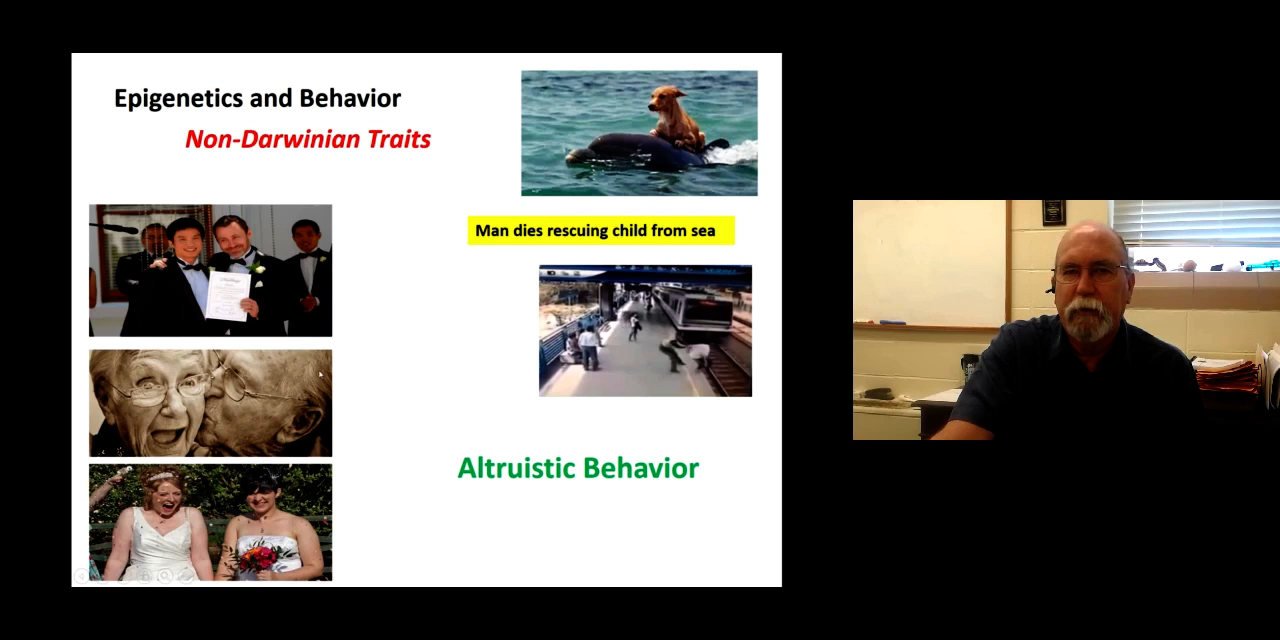 Epigenetics and Behavior
Non-Darwinian Traits
Man dies rescuing child from sea
Altruistic Behavior